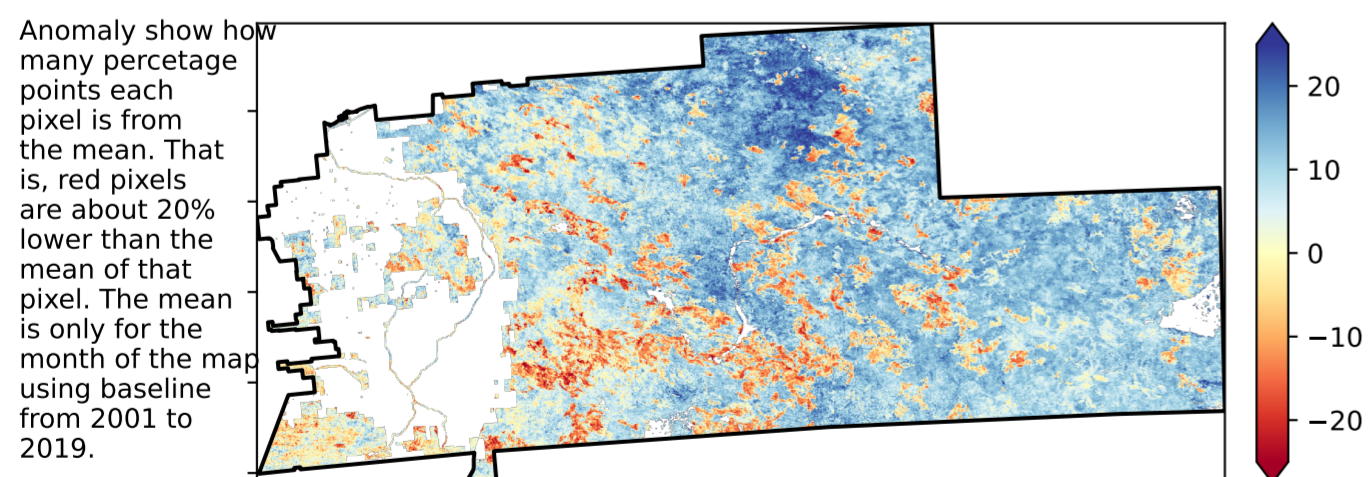 Anomaly show how
many percetage
points each
pixel is from
the mean. That
is, red pixels
are about 20%
lower than the
mean of that
pixel. The mean
is only for the
month of the map
using baseline
from 2001 to
2019.
20
10
0
−10
−20